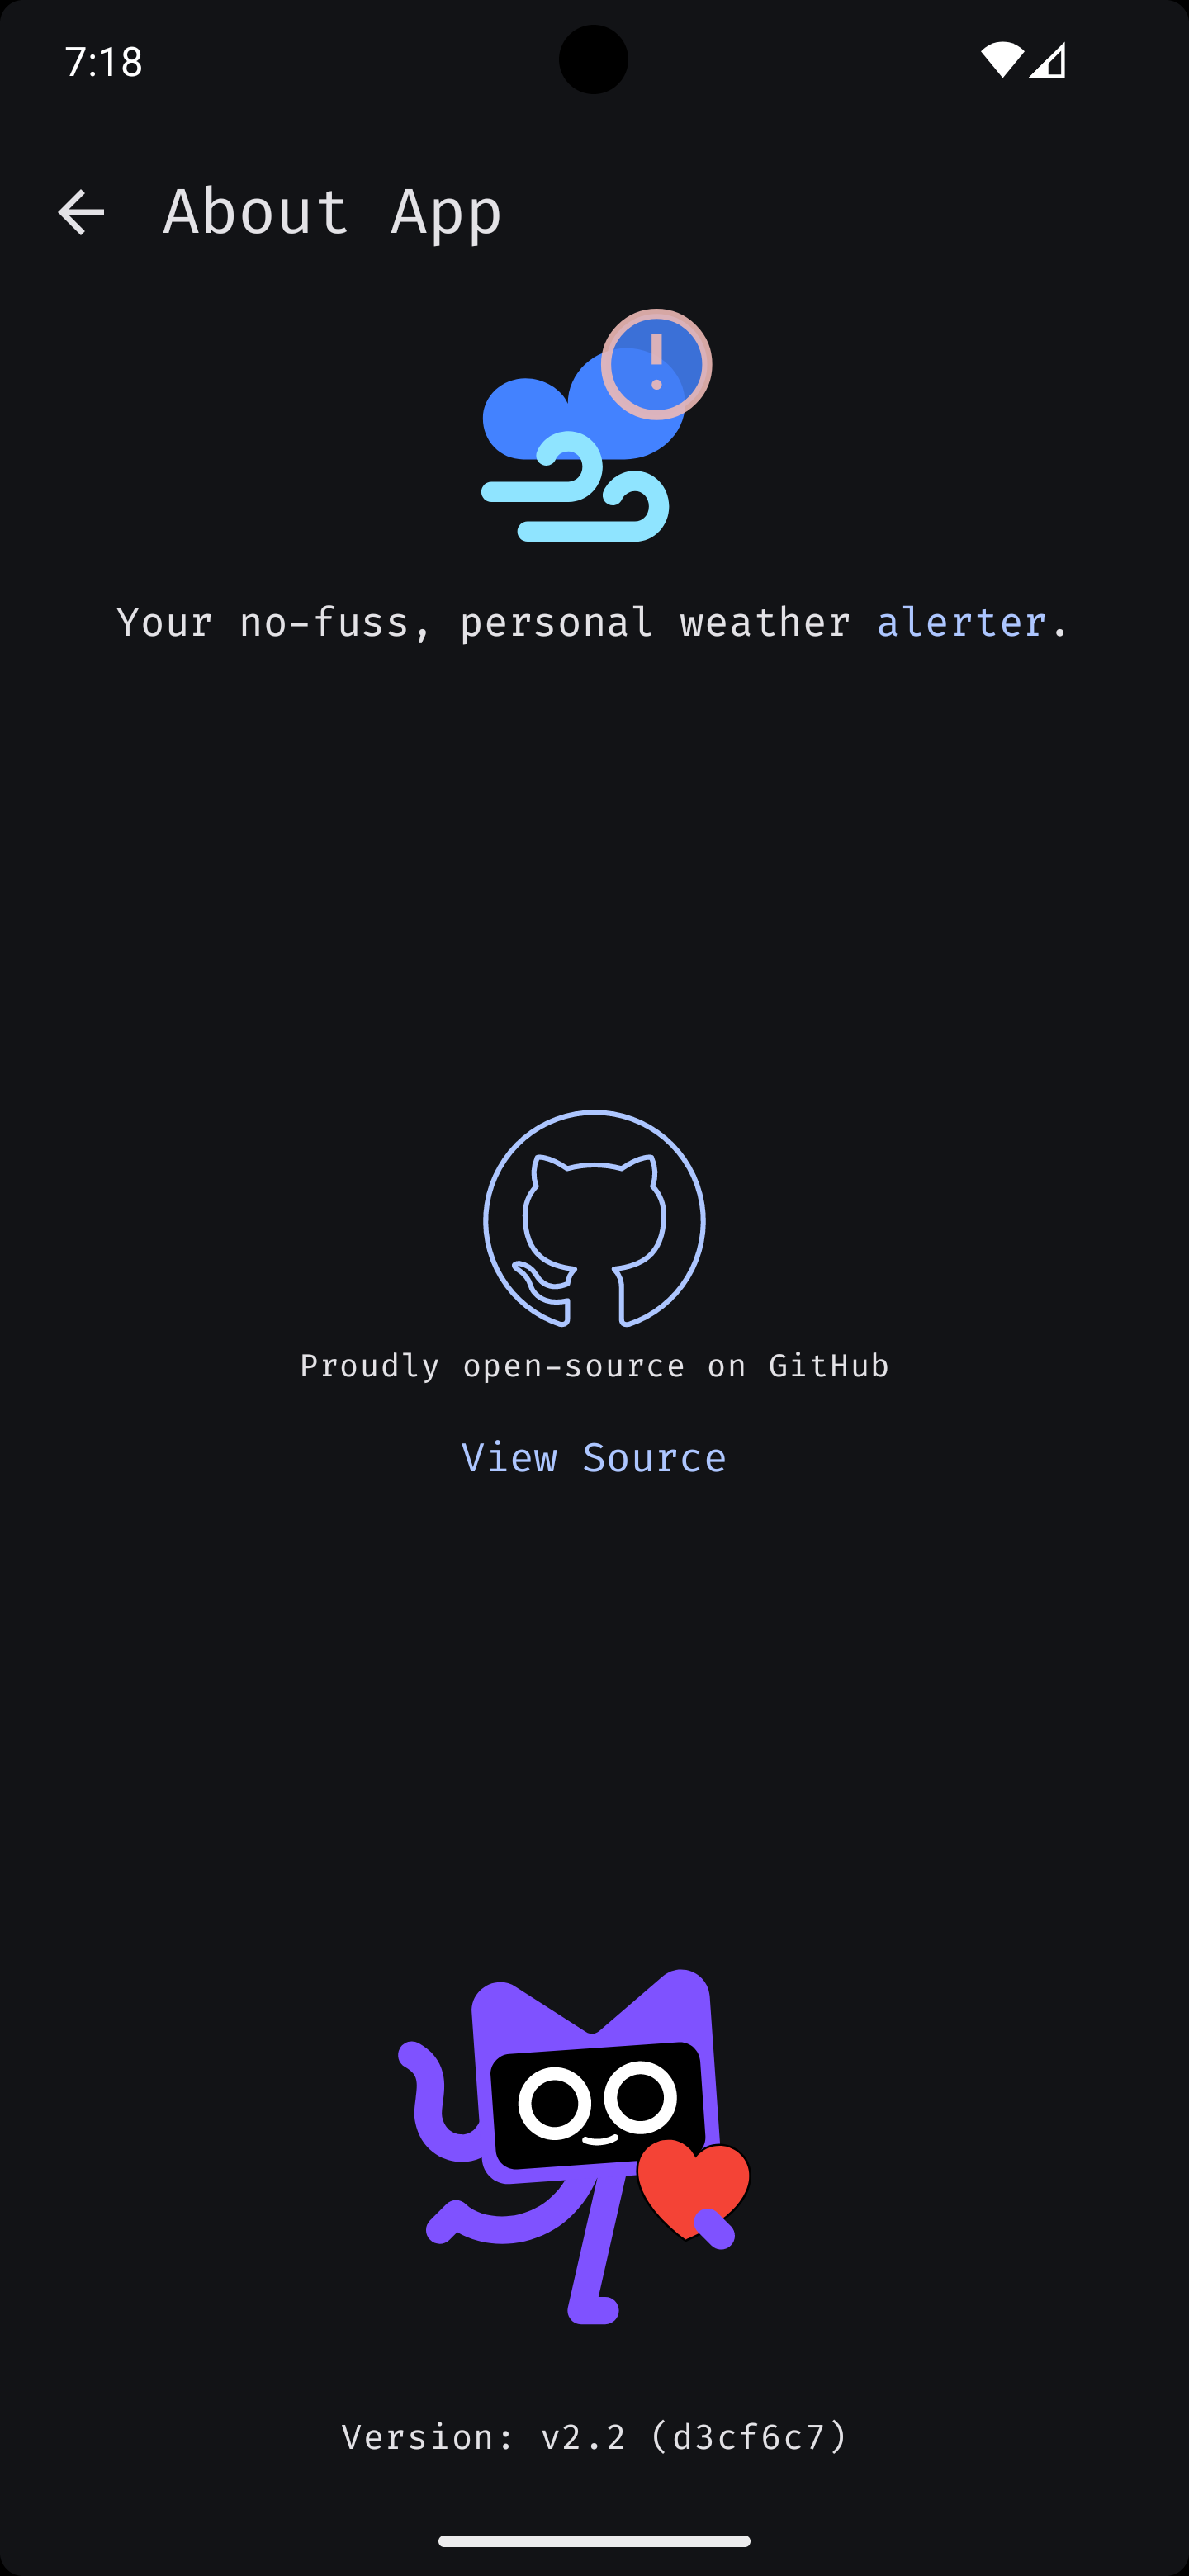 7:18
About App
Your no-fuss, personal weather alerter.
Proudly open-source on GitHub
View Source
Version: v2.2 (d3cf6c7)